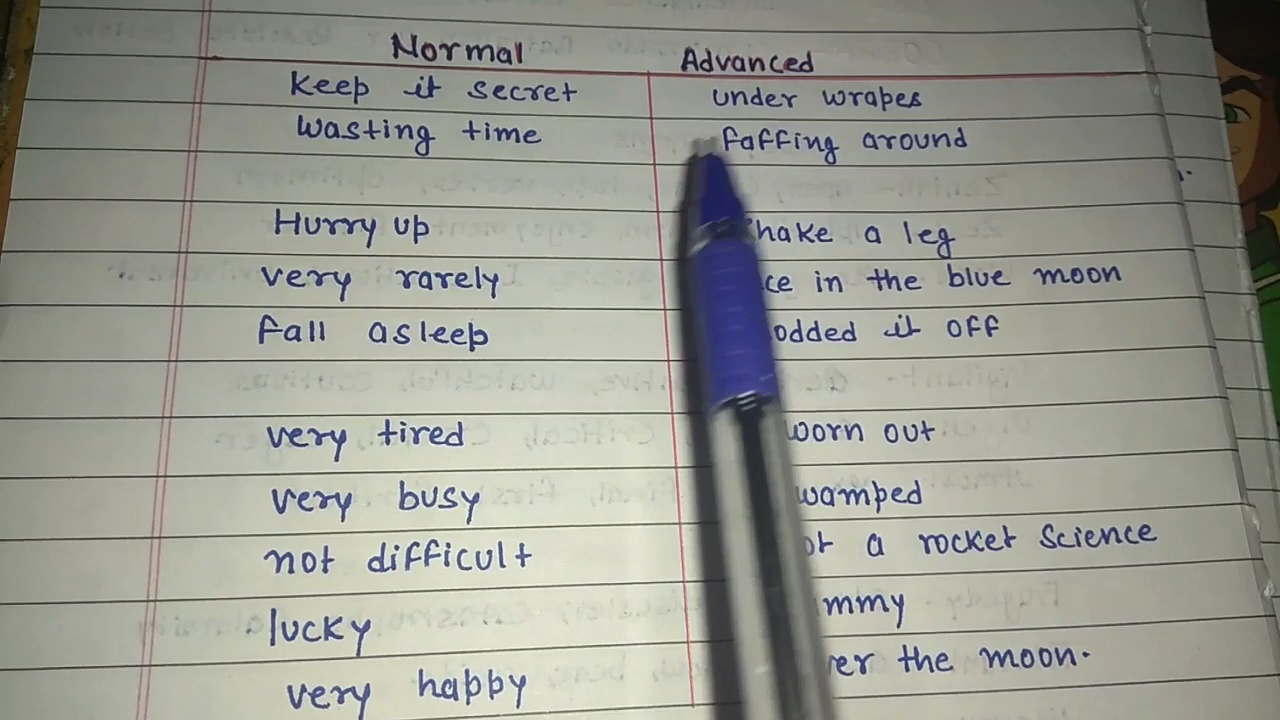 Normal Advanced
Keep it secret under wrapes
Wasting time faffing around
Hurry up hake a leg
very rarely ce in the blue moon
fall asleep odded it off
very tired worn out
very busy wamped
not difficult ot a rocket science
lucky mmy
very happy ver the moon.